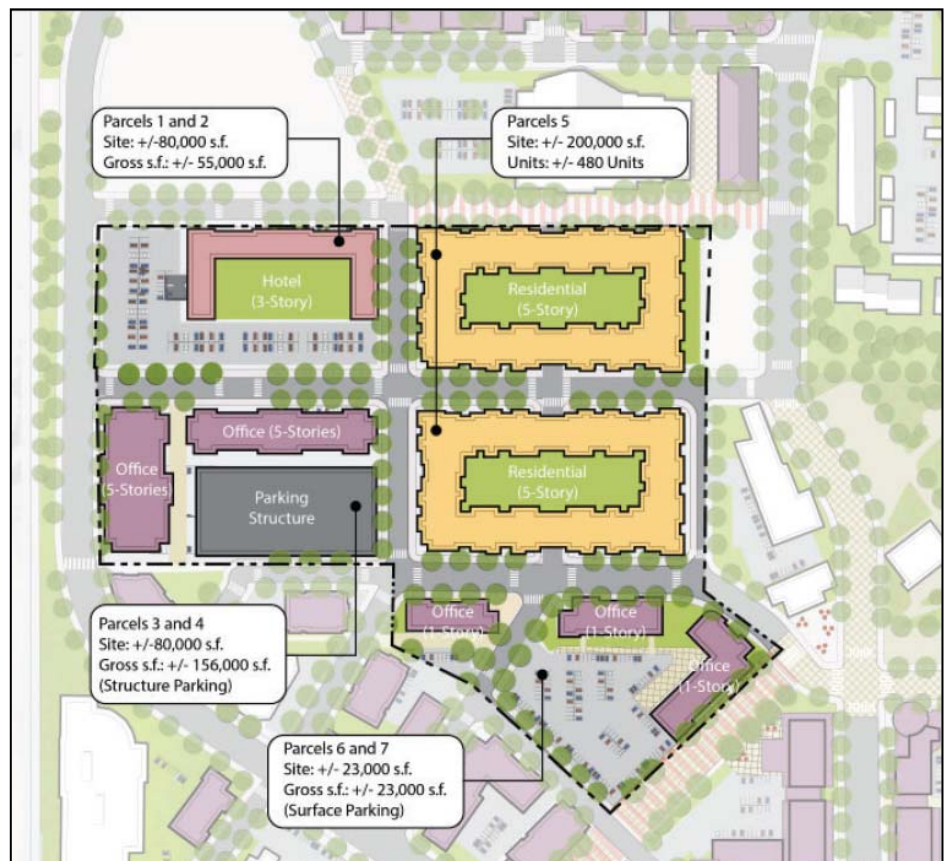 Parcels 1 and 2
Site: +/-80,000 s.f.
Gross s.f.: +/- 55,000 s.f.
Parcels 5
Site: +/- 200,000 s.f.
Units: +/- 480 Units
Hotel
(3-Story)
Residential
(5-Story)
Office (5-Stories)
Office
(5-Stories)
Parking
Structure
Residential
(5-Story)
Parcels 3 and 4
Site: +/-80,000 s.f.
Gross s.f.: +/- 156,000 s.f.
(Structure Parking)
Office
(1-Story)
Office
(1-Story)
Office
(1-Story)
Parcels 6 and 7
Site: +/- 23,000 s.f.
Gross s.f.: +/- 23,000 s.f.
(Surface Parking)